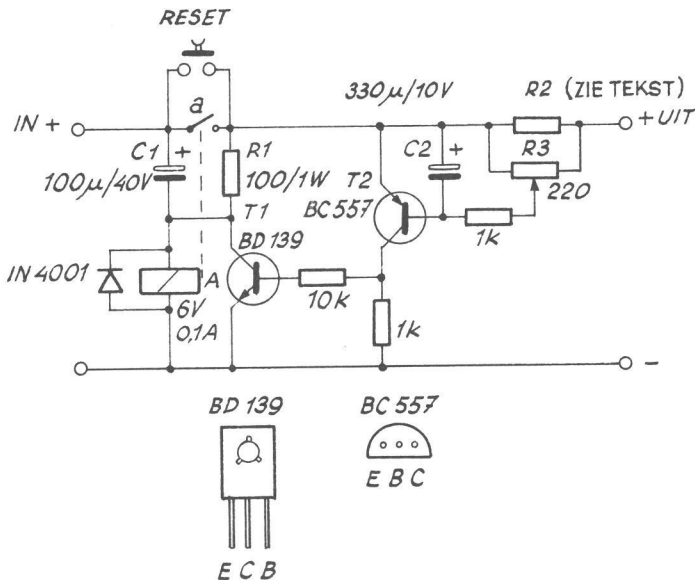 RESET
330µ/10V
R2 (ZIE TEKST)
IN +
a
+ UIT
C1 +
R1
C2 +
R3
100µ/40V
100/1W
T2
220
T1
BC 557
1k
BD 139
IN 4001
A
10k
6V
1k
0,1A
-
BD 139
BC 557
E B C
E C B